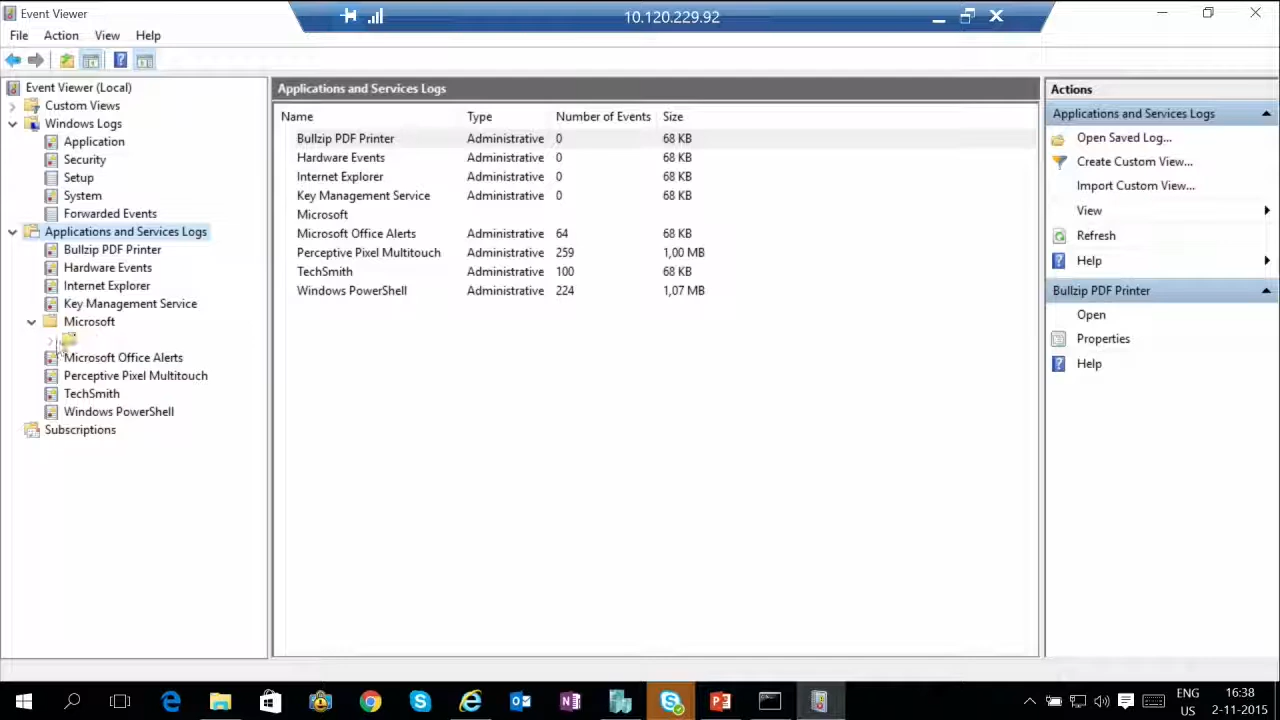 Event Viewer
10.120.229.92
File Action View Help
Event Viewer (Local)
Custom Views
Windows Logs
Application
Security
Setup
System
Forwarded Events
Applications and Services Logs
Bullzip PDF Printer
Hardware Events
Internet Explorer
Key Management Service
Microsoft
Microsoft Office Alerts
Perceptive Pixel Multitouch
TechSmith
Windows PowerShell
Subscriptions
Applications and Services Logs
Name Type Number of Events Size
Bullzip PDF Printer Administrative 0 68 KB
Hardware Events Administrative 0 68 KB
Internet Explorer Administrative 0 68 KB
Key Management Service Administrative 0 68 KB
Microsoft
Microsoft Office Alerts Administrative 64 68 KB
Perceptive Pixel Multitouch Administrative 259 1,00 MB
TechSmith Administrative 100 68 KB
Windows PowerShell Administrative 224 1,07 MB
Actions
Applications and Services Logs
Open Saved Log...
Create Custom View...
Import Custom View...
View
Refresh
Help
Bullzip PDF Printer
Open
Properties
Help
ENG
US
16:38
2-11-2015